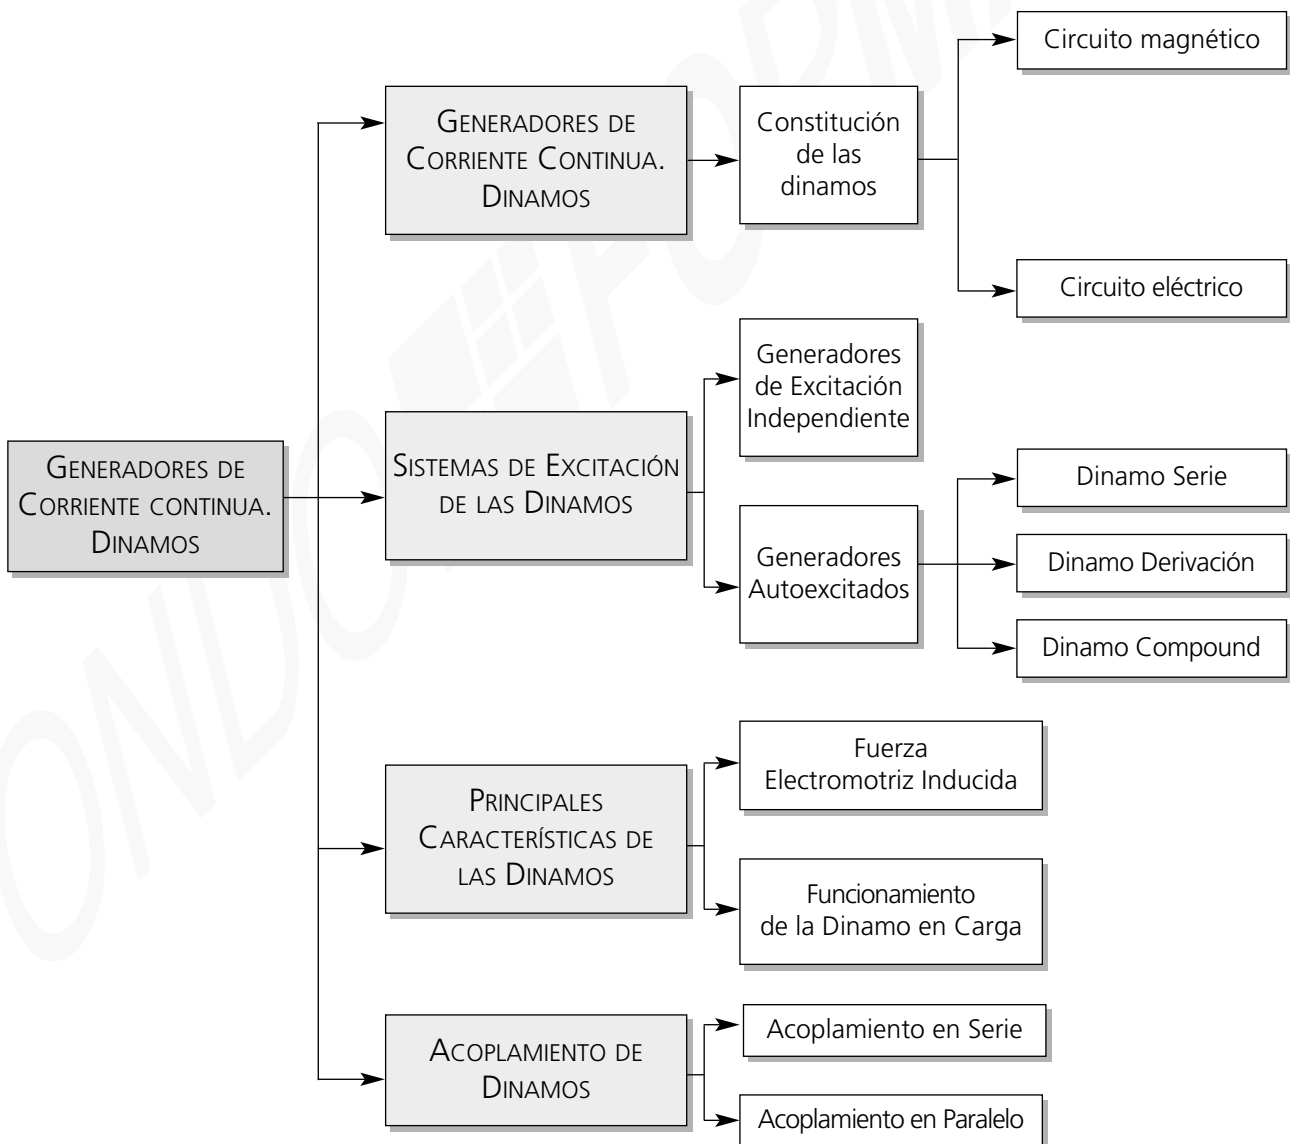 Circuito magnético
GENERADORES DE
CORRIENTE CONTINUA.
DINAMOS
Constitución
de las
dinamos
Circuito eléctrico
Generadores
de Excitación
Independiente
GENERADORES DE
CORRIENTE CONTINUA.
DINAMOS
SISTEMAS DE EXCITACIÓN
DE LAS DINAMOS
Generadores
Autoexcitados
Dinamo Serie
Dinamo Derivación
Dinamo Compound
PRINCIPALES
CARACTERÍSTICAS DE
LAS DINAMOS
Fuerza
Electromotriz Inducida
Funcionamiento
de la Dinamo en Carga
ACOPLAMIENTO DE
DINAMOS
Acoplamiento en Serie
Acoplamiento en Paralelo